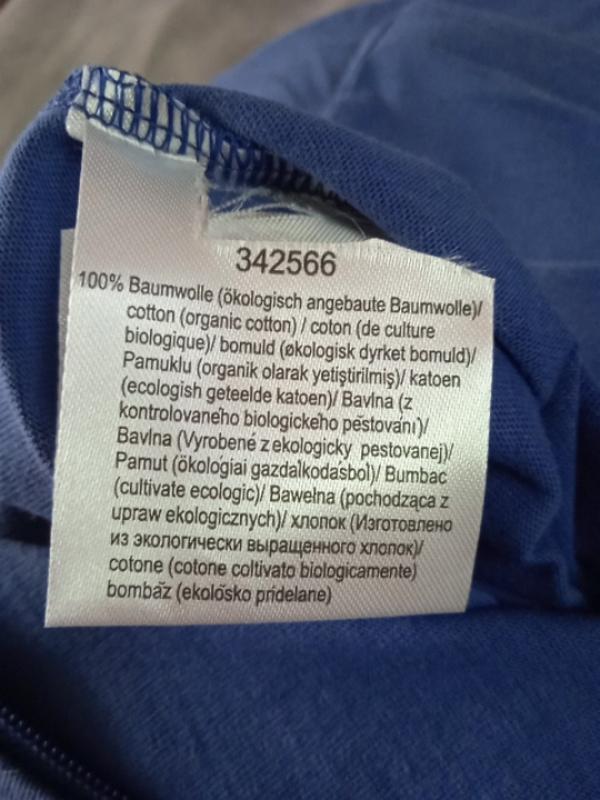 342566
100% Baumwolle (ökologisch angebaute Baumwolle)/
cotton (organic cotton) / coton (de culture
biologique)/ bomuld (økologisk dyrket bomuld)/
Pamuklu (organik olarak yetiştirilmiş)/ katoen
(ecologish geteelde katoen)/ Bavlna (z
kontrolovaného biologického pěstování)/
Bavlna (Vyrobené z ekologicky pestovanej)/
Pamut (ökológiai gazdálkodásból)/ Bumbac
(cultivate ecologic)/ Bawełna (pochodząca z
upraw ekologicznych)/ хлопок (Изготовлено
из экологически выращенного хлопок)/
cotone (cotone coltivato biologicamente)
bombaž (ekološko pridelane)